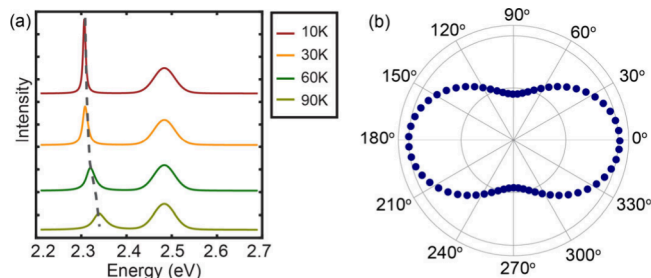 (a)
Intensity
10K
30K
60K
90K
2.2 2.3 2.4 2.5 2.6 2.7
Energy (eV)
(b)
90°
120° 60°
150° 30°
180° 0°
210° 330°
240° 300°
270°